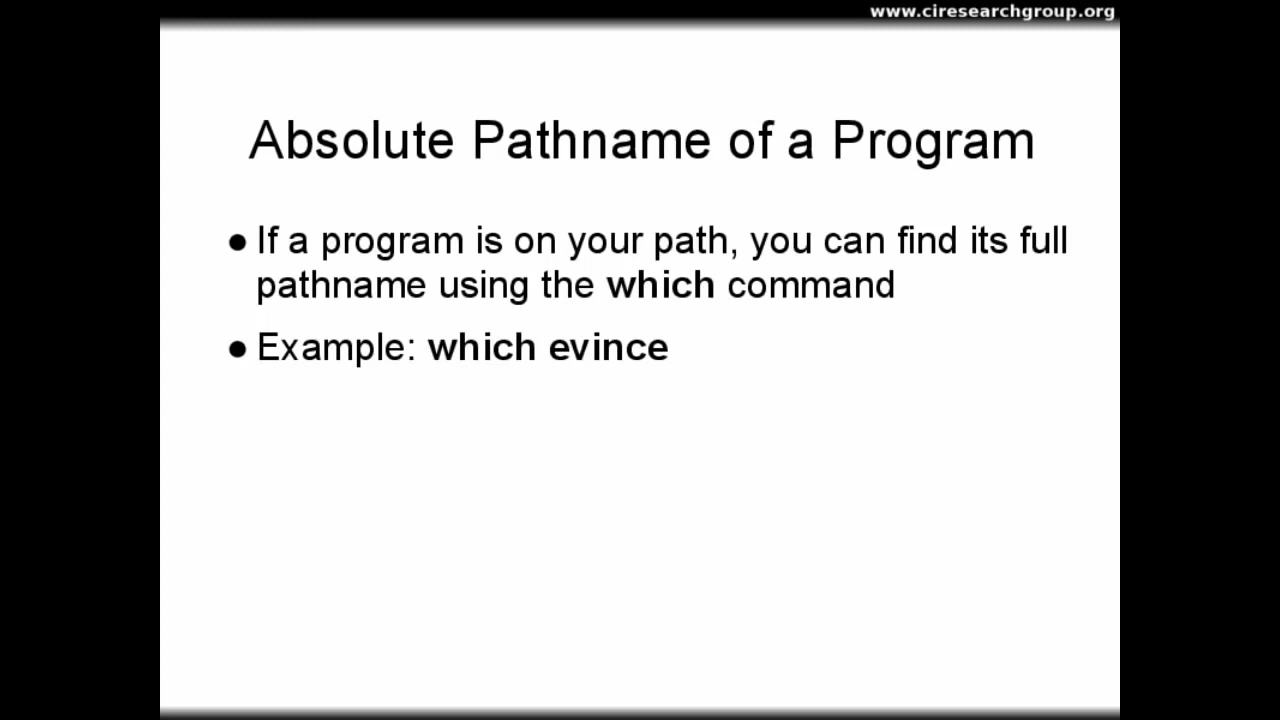 www.ciresearchgroup.org
Absolute Pathname of a Program
● If a program is on your path, you can find its full
pathname using the which command
● Example: which evince